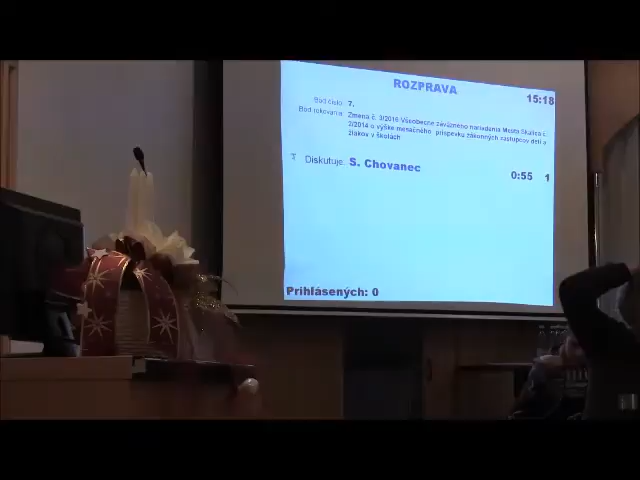 ROZPRAVA
15:18
Bod číslo: 7.
Bod rokovania: Zmena č. 3/2016 Všeobecne záväzného nariadenia Mesta Skalica č.
2/2014 o výške mesačného príspevku zákonných zástupcov detí a
žiakov v školách
Diskutuje: S. Chovanec
0:55 1
Prihlásených: 0